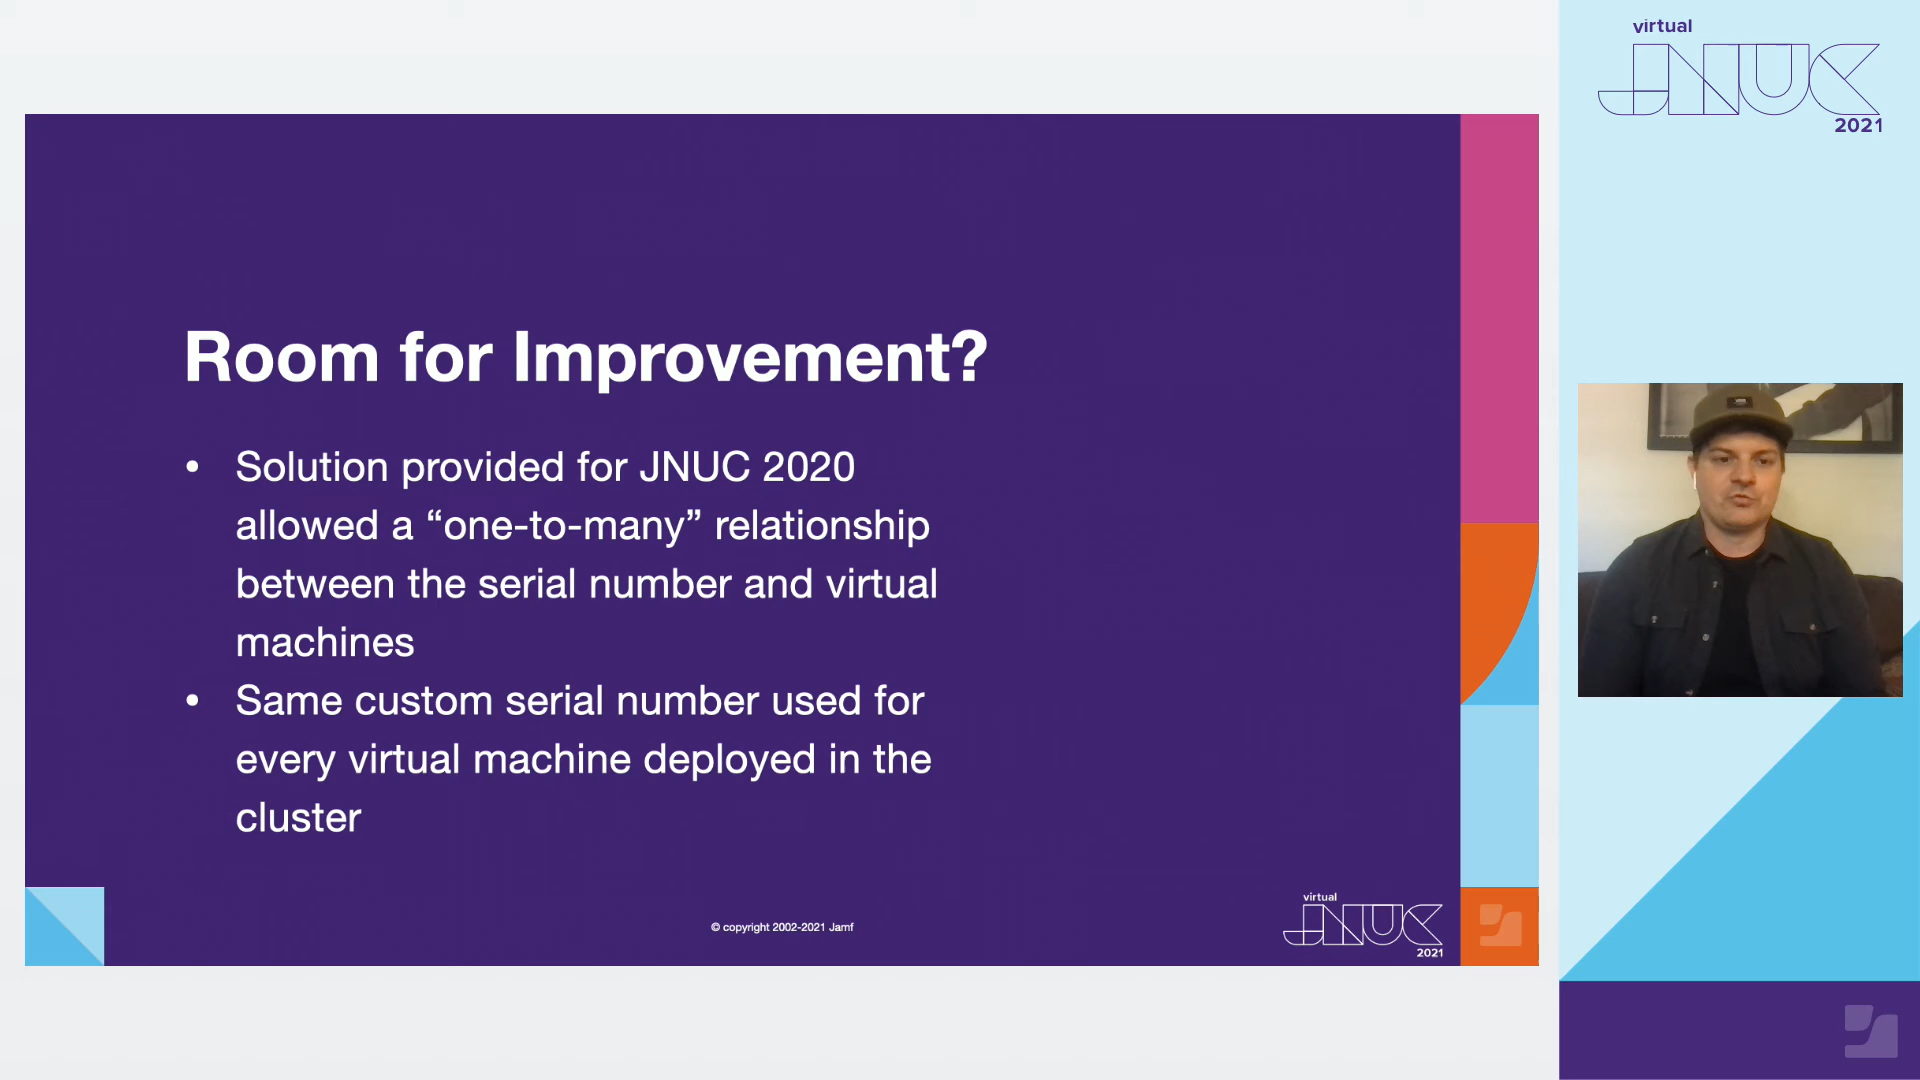 virtual
JNUC
2021
Room for Improvement?
• Solution provided for JNUC 2020
allowed a “one-to-many” relationship
between the serial number and virtual
machines
• Same custom serial number used for
every virtual machine deployed in the
cluster
© copyright 2002-2021 Jamf
virtual
JNUC
2021